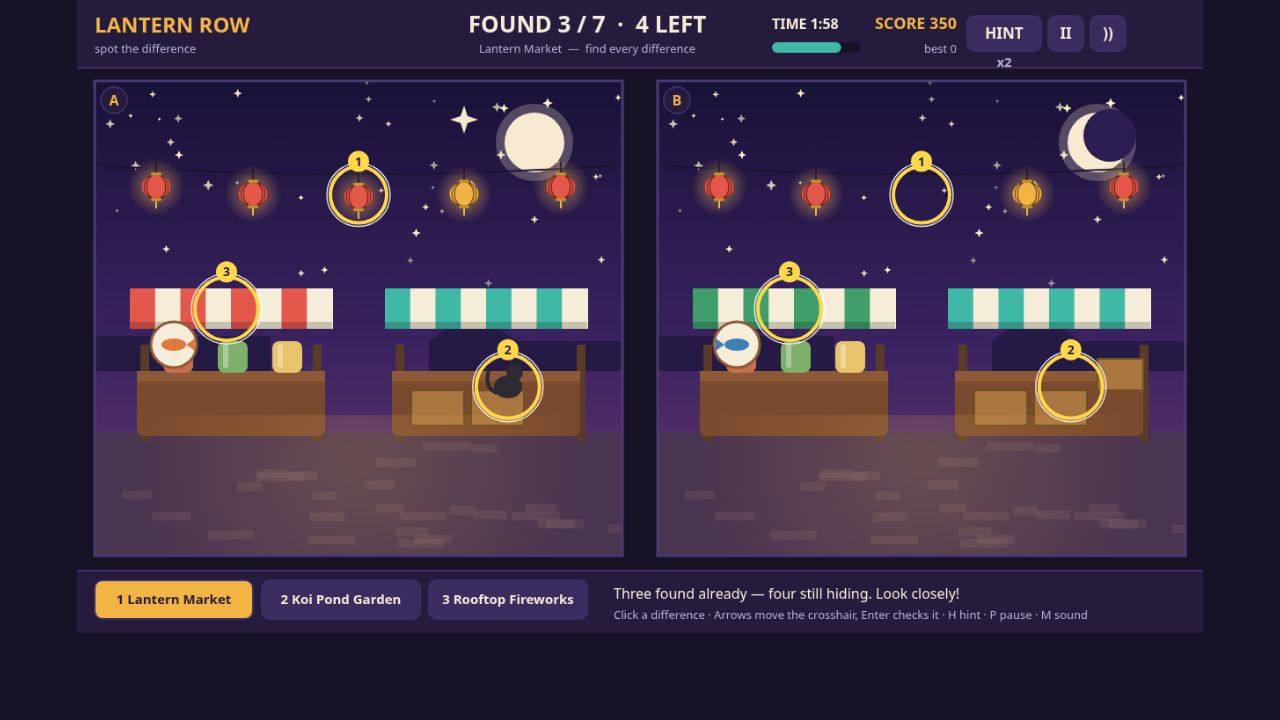 LANTERN ROW
spot the difference
FOUND 3 / 7 · 4 LEFT
Lantern Market — find every difference
TIME 1:58
SCORE 350
best 0
HINT
x2
II
))
A
1
3
2
B
1
3
2
1 Lantern Market
2 Koi Pond Garden
3 Rooftop Fireworks
Three found already — four still hiding. Look closely!
Click a difference · Arrows move the crosshair, Enter checks it · H hint · P pause · M sound